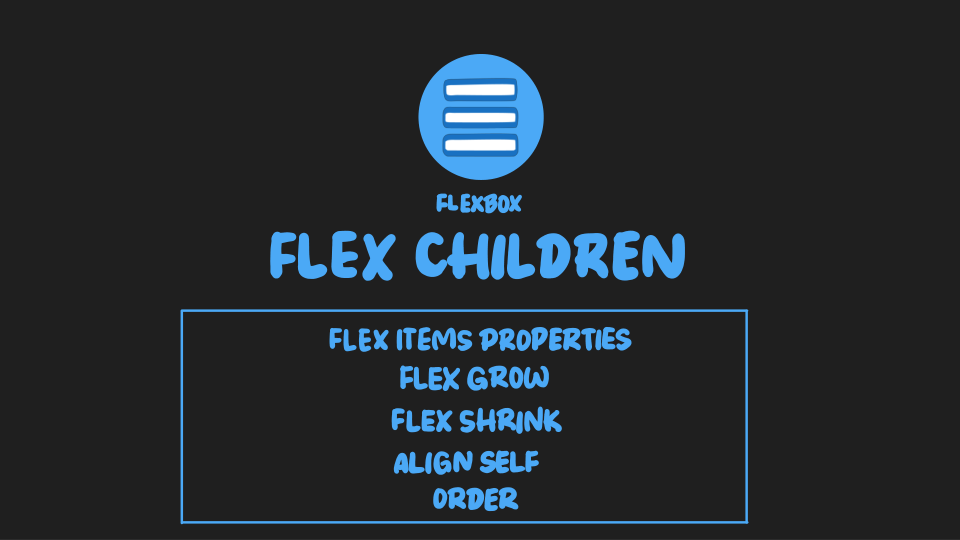 FLEXBOX
FLEX CHILDREN
FLEX ITEMS PROPERTIES
FLEX GROW
FLEX SHRINK
ALIGN SELF
ORDER